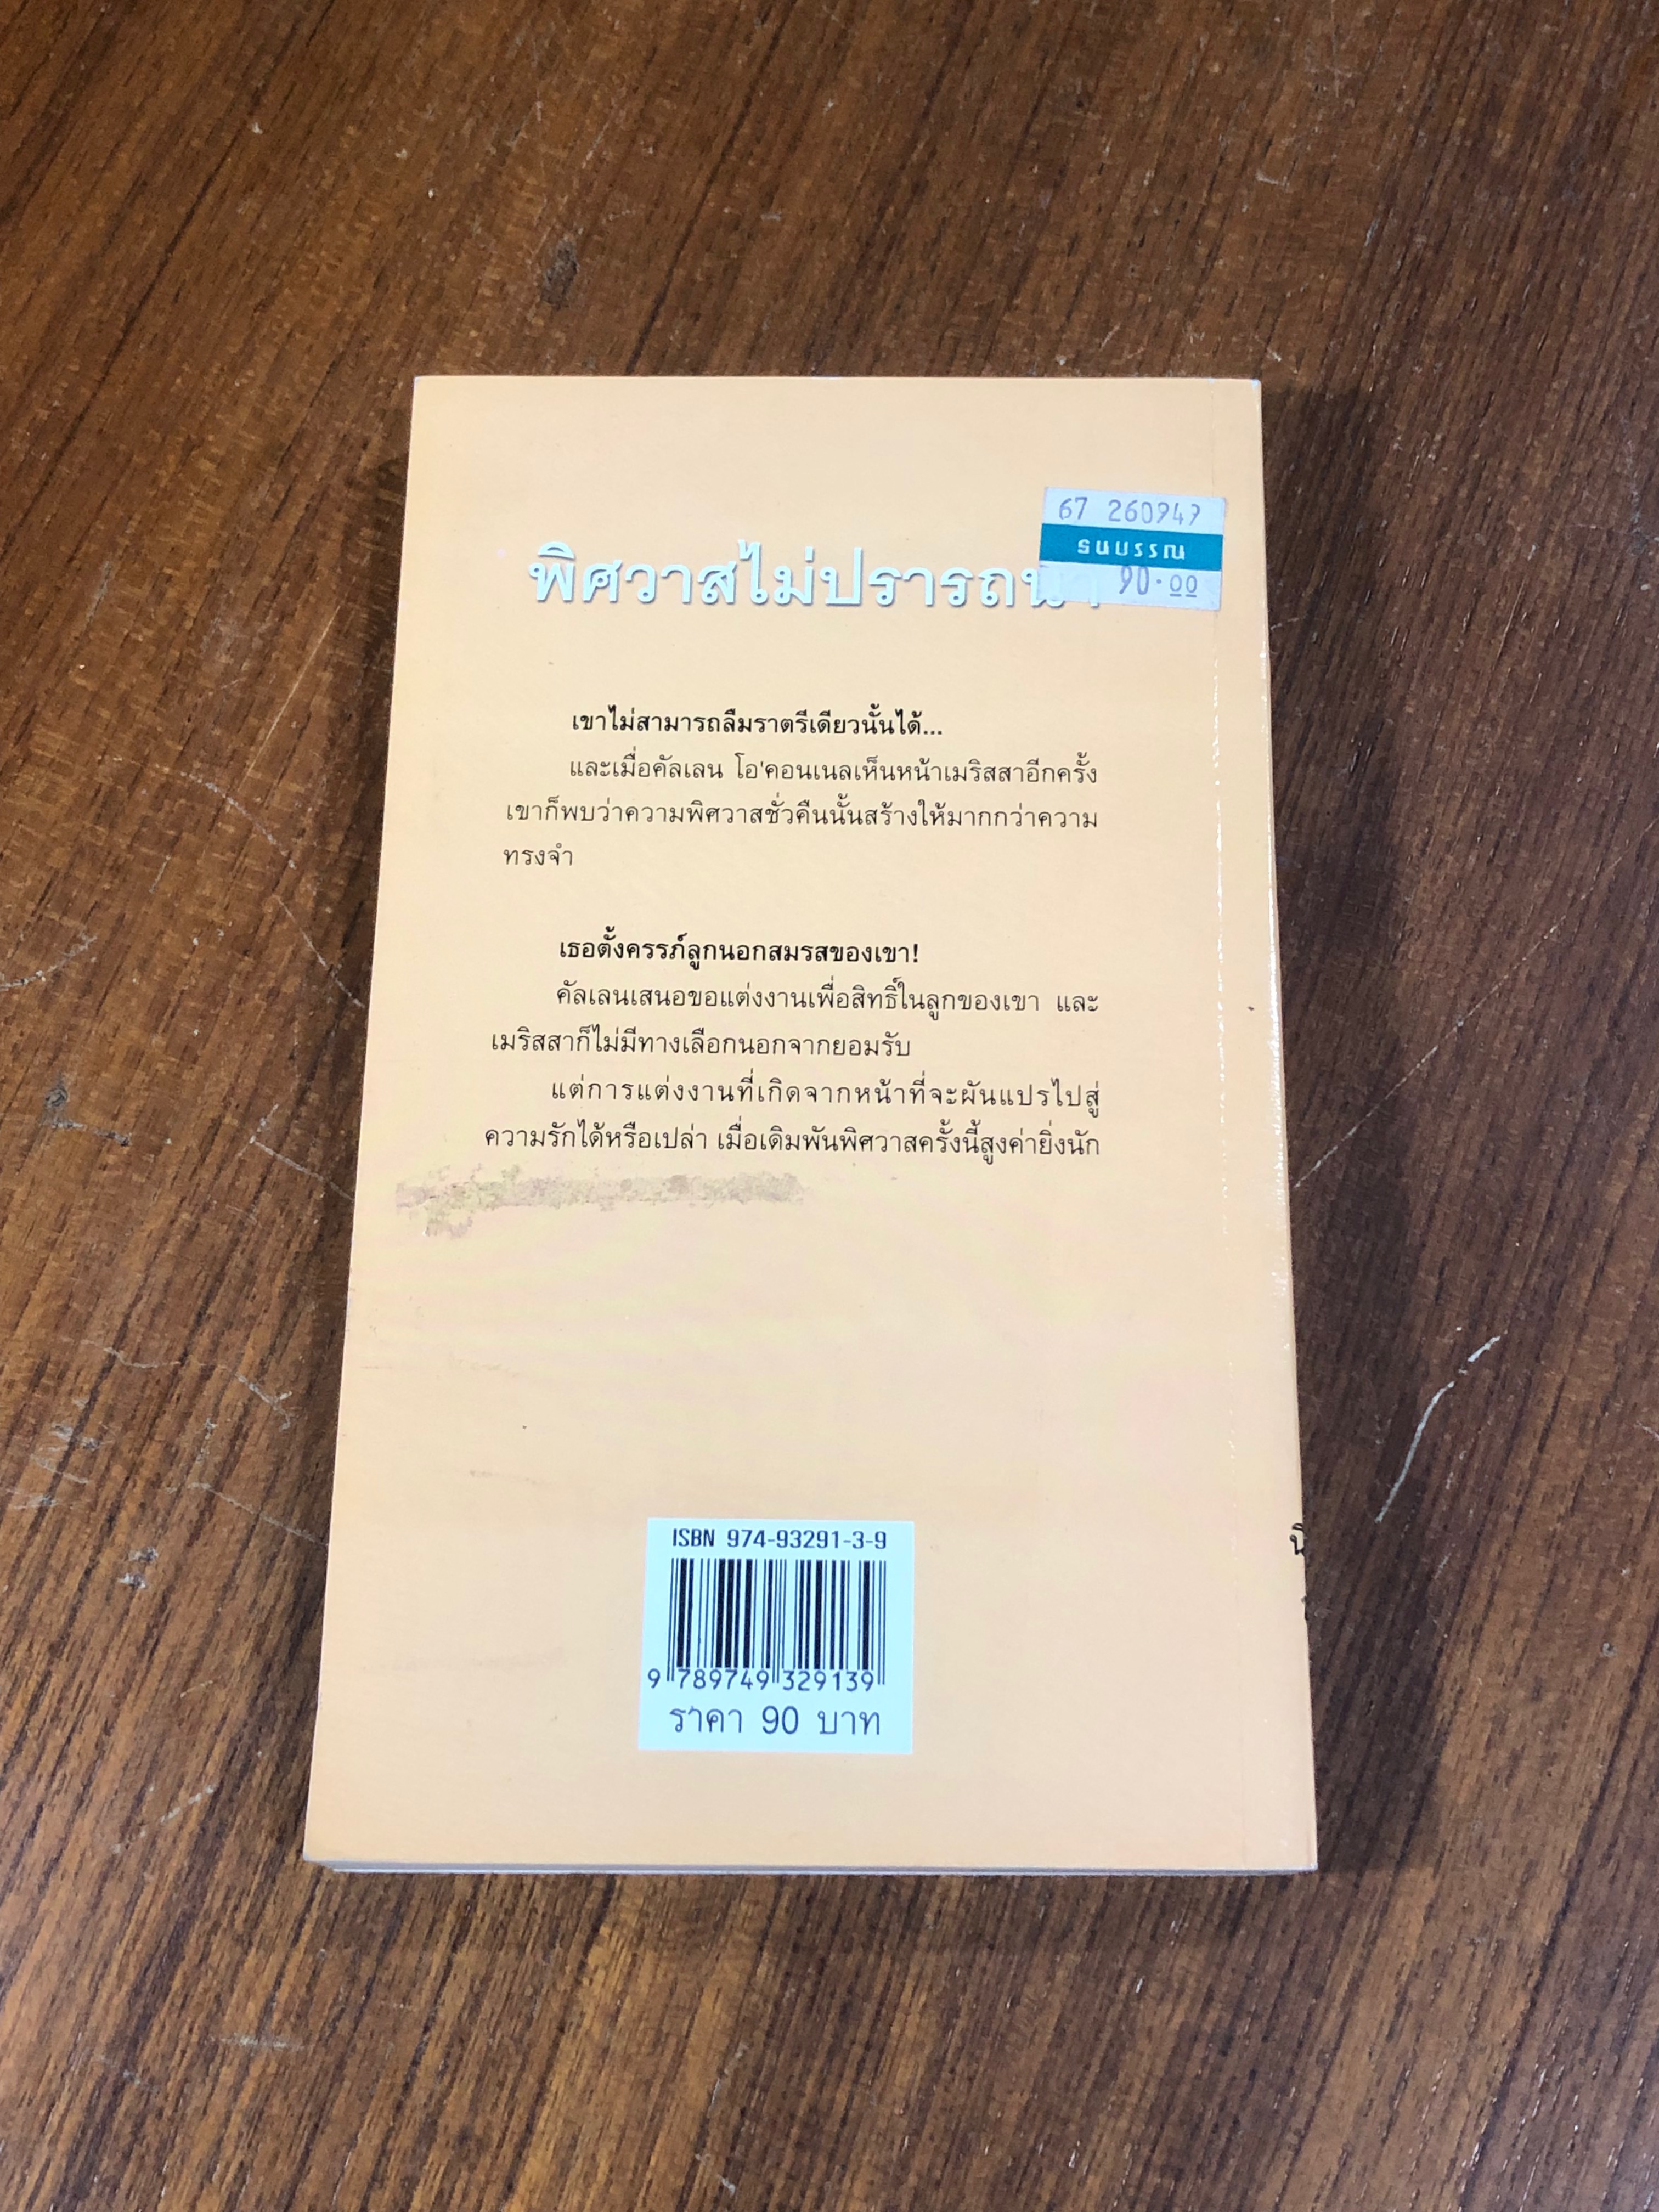 67 260947
ธนบรรณ
90.00
พิศวาสไม่ปรารถนา
เขาไม่สามารถลืมราตรีเดียวนั้นได้...
และเมื่อคัลเลน โอ'คอนเนลเห็นหน้าเมริสสาอีกครั้ง
เขาก็พบว่าความพิศวาสชั่วคืนนั้นสร้างให้มากกว่าความ
ทรงจำ
เธอตั้งครรภ์ลูกนอกสมรสของเขา!
คัลเลนเสนอขอแต่งงานเพื่อสิทธิ์ในลูกของเขา และ
เมริสสาก็ไม่มีทางเลือกนอกจากยอมรับ
แต่การแต่งงานที่เกิดจากหน้าที่จะผันแปรไปสู่
ความรักได้หรือเปล่า เมื่อเดิมพันพิศวาสครั้งนี้สูงค่ายิ่งนัก
ISBN 974-93291-3-9
9 789749 329139
ราคา 90 บาท